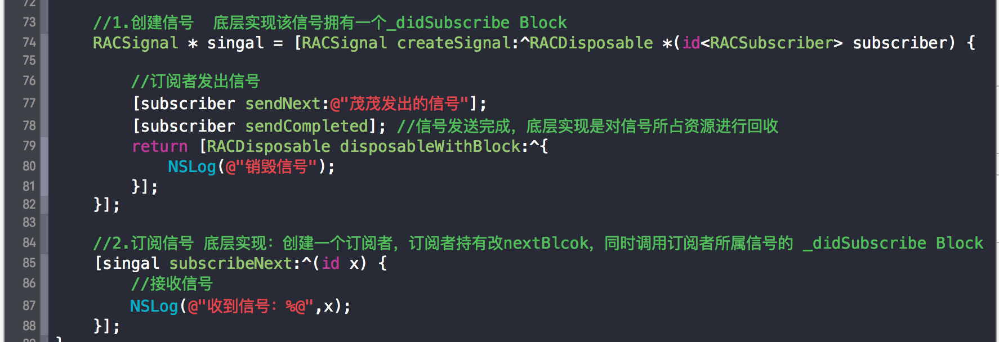 72
73 //1.创建信号  底层实现该信号拥有一个_didSubscribe Block
74 RACSignal * singal = [RACSignal createSignal:^RACDisposable *(id<RACSubscriber> subscriber) {
75
76 //订阅者发出信号
77 [subscriber sendNext:@"茂茂发出的信号"];
78 [subscriber sendCompleted]; //信号发送完成，底层实现是对信号所占资源进行回收
79 return [RACDisposable disposableWithBlock:^{
80 NSLog(@"销毁信号");
81 }];
82 }];
83
84 //2.订阅信号 底层实现：创建一个订阅者，订阅者持有改nextBlcok，同时调用订阅者所属信号的 _didSubscribe Block
85 [singal subscribeNext:^(id x) {
86 //接收信号
87 NSLog(@"收到信号：%@",x);
88 }];
89 }